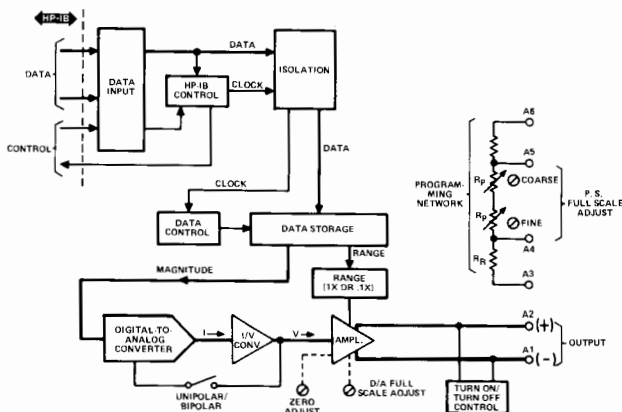 HP-IB
DATA
CONTROL
DATA
INPUT
DATA
HP-IB
CONTROL
CLOCK
ISOLATION
DATA
CLOCK
DATA
CONTROL
DATA STORAGE
RANGE
RANGE
(1X OR .1X)
MAGNITUDE
DIGITAL-TO-
ANALOG
CONVERTER
I
I/V
CONV.
V
AMPL.
UNIPOLAR/
BIPOLAR
ZERO
ADJUST
D/A FULL
SCALE ADJUST
A6
A5
PROGRAM-
MING
NETWORK
RP
COARSE
RP
FINE
P.S.
FULL SCALE
ADJUST
A4
RR
A3
A2
(+)
A1
(-)
OUTPUT
TURN ON/
TURN OFF
CONTROL